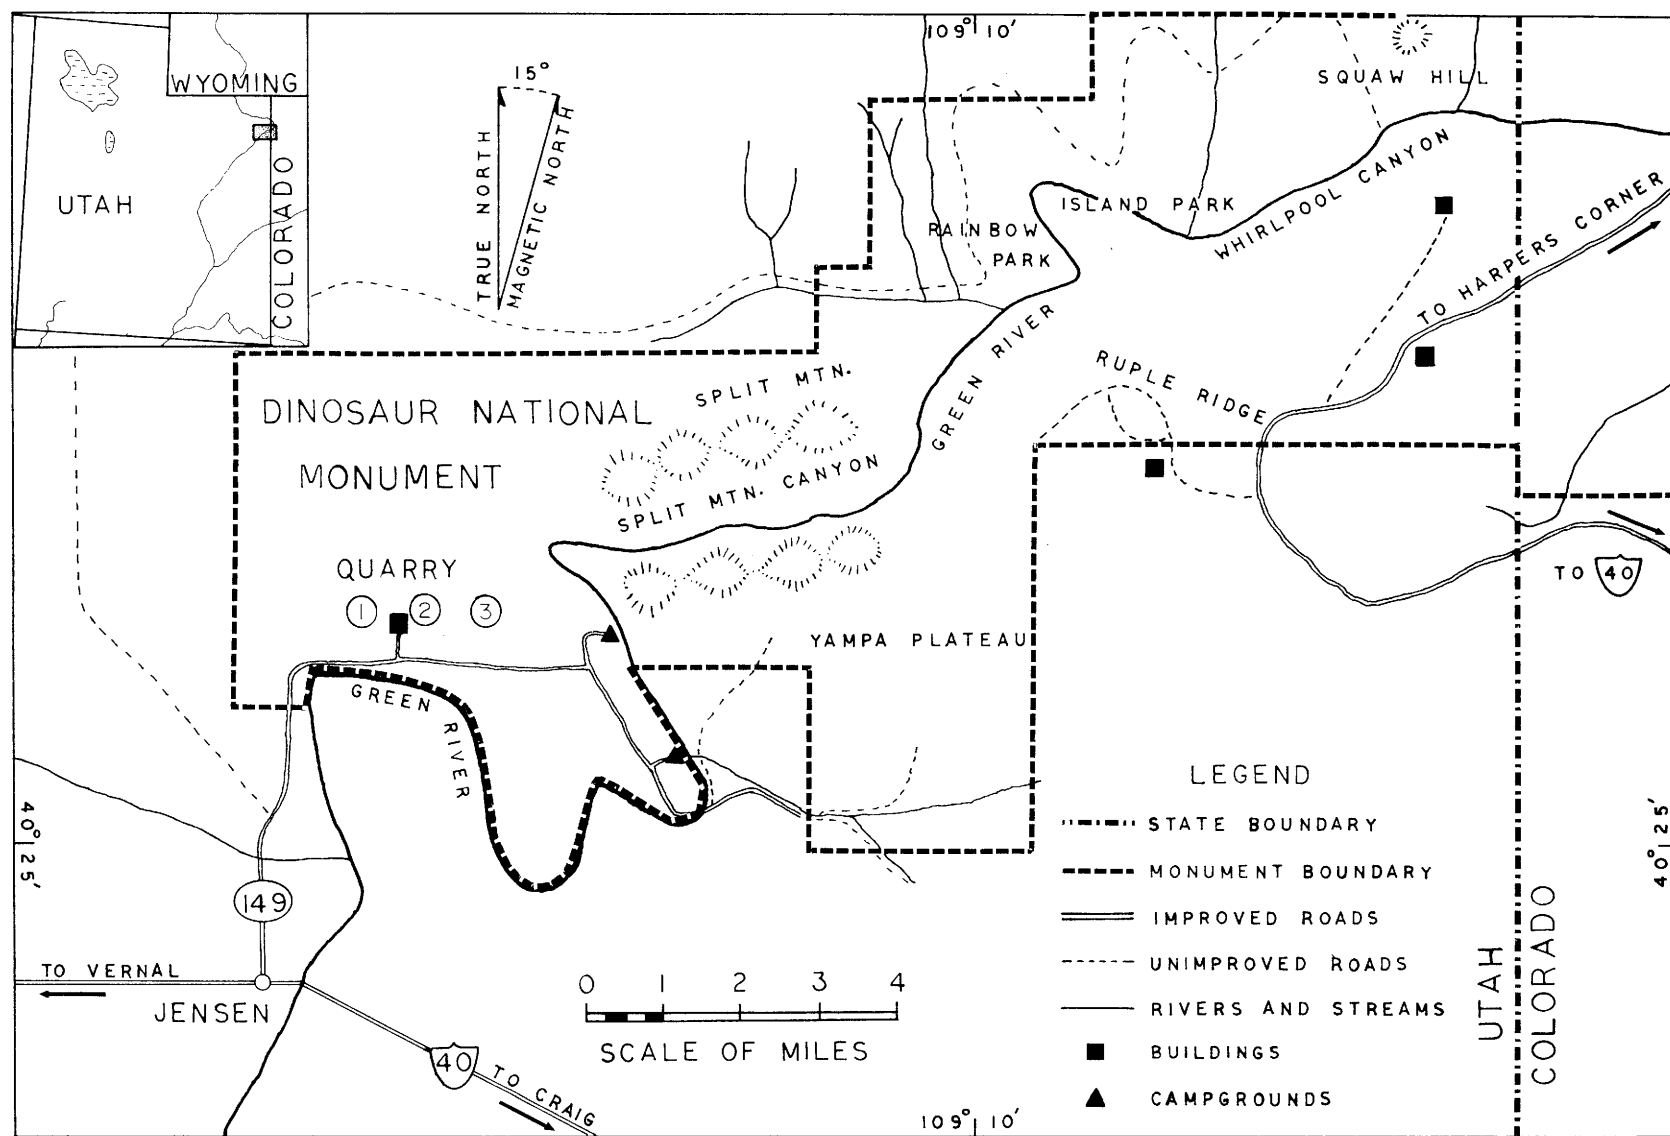 109° 10'
WYOMING
UTAH
COLORADO
15°
TRUE NORTH
MAGNETIC NORTH
SQUAW HILL
ISLAND PARK
WHIRLPOOL CANYON
RAINBOW
PARK
TO HARPERS CORNER
GREEN RIVER
RUPLE RIDGE
SPLIT MTN.
DINOSAUR NATIONAL
MONUMENT
SPLIT MTN. CANYON
QUARRY
1 2 3
TO 40
YAMPA PLATEAU
GREEN RIVER
40° 25'
40° 25'
149
TO VERNAL
JENSEN
40
TO CRAIG
0 1 2 3 4
SCALE OF MILES
LEGEND
STATE BOUNDARY
MONUMENT BOUNDARY
IMPROVED ROADS
UNIMPROVED ROADS
RIVERS AND STREAMS
BUILDINGS
CAMPGROUNDS
UTAH
COLORADO
109° 10'